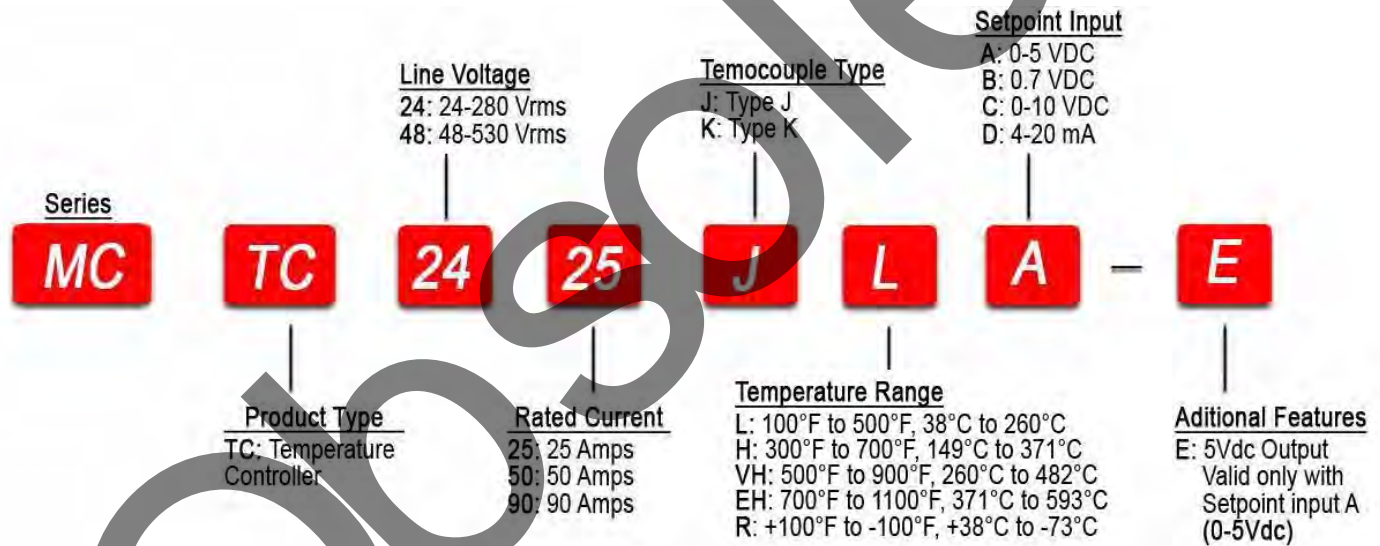 Setpoint Input
A: 0-5 VDC
B: 0.7 VDC
C: 0-10 VDC
D: 4-20 mA
Line Voltage
24: 24-280 Vrms
48: 48-530 Vrms
Temocouple Type
J: Type J
K: Type K
Series
MC TC 24 25 J L A – E
Product Type
TC: Temperature
Controller
Rated Current
25: 25 Amps
50: 50 Amps
90: 90 Amps
Temperature Range
L: 100°F to 500°F, 38°C to 260°C
H: 300°F to 700°F, 149°C to 371°C
VH: 500°F to 900°F, 260°C to 482°C
EH: 700°F to 1100°F, 371°C to 593°C
R: +100°F to -100°F, +38°C to -73°C
Aditional Features
E: 5Vdc Output
Valid only with
Setpoint input A
(0-5Vdc)
obsole